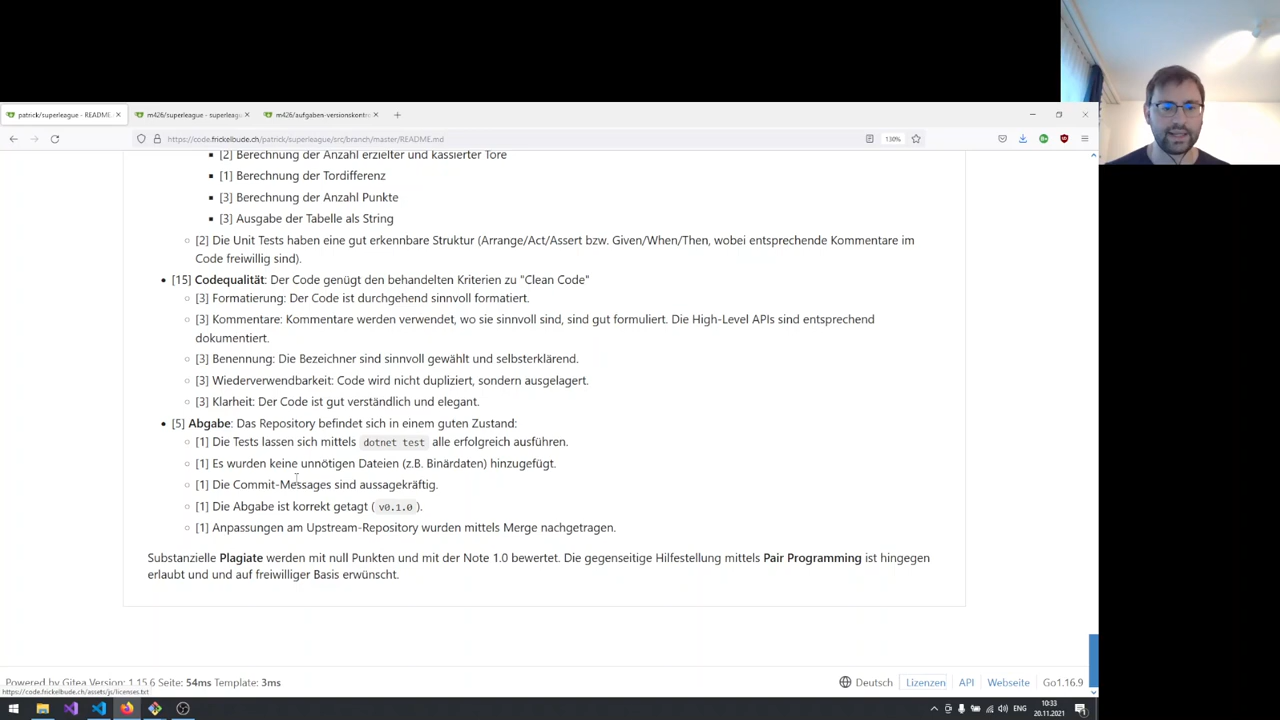 patrick/superleague - README.
m426/superleague - superleag
m426/aufgaben-versionskontr
https://code.frickelbude.ch/patrick/superleague/src/branch/master/README.md
130%
[2] Berechnung der Anzahl erzielter und kassierter Tore
[1] Berechnung der Tordifferenz
[3] Berechnung der Anzahl Punkte
[3] Ausgabe der Tabelle als String
[2] Die Unit Tests haben eine gut erkennbare Struktur (Arrange/Act/Assert bzw. Given/When/Then, wobei entsprechende Kommentare im
Code freiwillig sind).
[15] Codequalität: Der Code genügt den behandelten Kriterien zu "Clean Code"
[3] Formatierung: Der Code ist durchgehend sinnvoll formatiert.
[3] Kommentare: Kommentare werden verwendet, wo sie sinnvoll sind, sind gut formuliert. Die High-Level APIs sind entsprechend
dokumentiert.
[3] Benennung: Die Bezeichner sind sinnvoll gewählt und selbsterklärend.
[3] Wiederverwendbarkeit: Code wird nicht dupliziert, sondern ausgelagert.
[3] Klarheit: Der Code ist gut verständlich und elegant.
[5] Abgabe: Das Repository befindet sich in einem guten Zustand:
[1] Die Tests lassen sich mittels dotnet test alle erfolgreich ausführen.
[1] Es wurden keine unnötigen Dateien (z.B. Binärdaten) hinzugefügt.
[1] Die Commit-Messages sind aussagekräftig.
[1] Die Abgabe ist korrekt getagt (v0.1.0).
[1] Anpassungen am Upstream-Repository wurden mittels Merge nachgetragen.
Substanzielle Plagiate werden mit null Punkten und mit der Note 1.0 bewertet. Die gegenseitige Hilfestellung mittels Pair Programming ist hingegen
erlaubt und und auf freiwilliger Basis erwünscht.
Powered by Gitea Version: 1.15.6 Seite: 54ms Template: 3ms
Deutsch Lizenzen API Webseite Go1.16.9
https://code.frickelbude.ch/assets/js/licenses.txt
ENG
10:33
20.11.2021